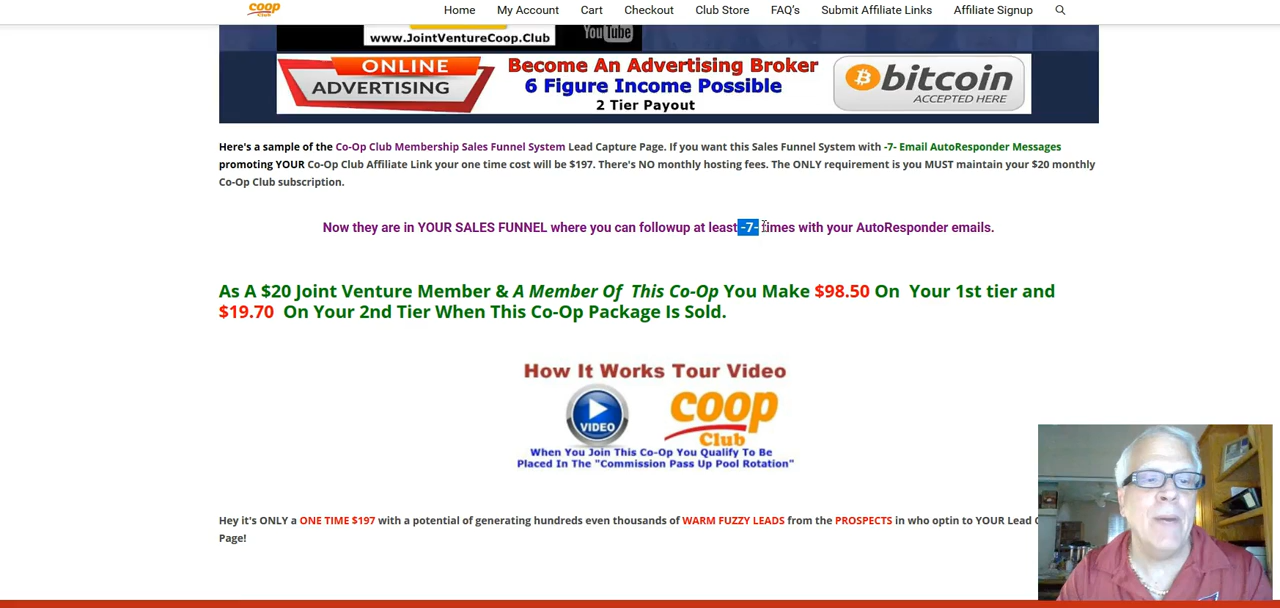 coop
Club
Home My Account Cart Checkout Club Store FAQ's Submit Affiliate Links Affiliate Signup
www.JointVentureCoop.Club
YouTube
ONLINE
ADVERTISING
Become An Advertising Broker
6 Figure Income Possible
2 Tier Payout
bitcoin
ACCEPTED HERE
Here's a sample of the Co-Op Club Membership Sales Funnel System Lead Capture Page. If you want this Sales Funnel System with -7- Email AutoResponder Messages
promoting YOUR Co-Op Club Affiliate Link your one time cost will be $197. There's NO monthly hosting fees. The ONLY requirement is you MUST maintain your $20 monthly
Co-Op Club subscription.
Now they are in YOUR SALES FUNNEL where you can followup at least -7- times with your AutoResponder emails.
As A $20 Joint Venture Member & A Member Of This Co-Op You Make $98.50 On Your 1st tier and
$19.70 On Your 2nd Tier When This Co-Op Package Is Sold.
How It Works Tour Video
VIDEO
coop
Club
When You Join This Co-Op You Qualify To Be
Placed In The "Commission Pass Up Pool Rotation"
Hey it's ONLY a ONE TIME $197 with a potential of generating hundreds even thousands of WARM FUZZY LEADS from the PROSPECTS in who optin to YOUR Lead
Page!